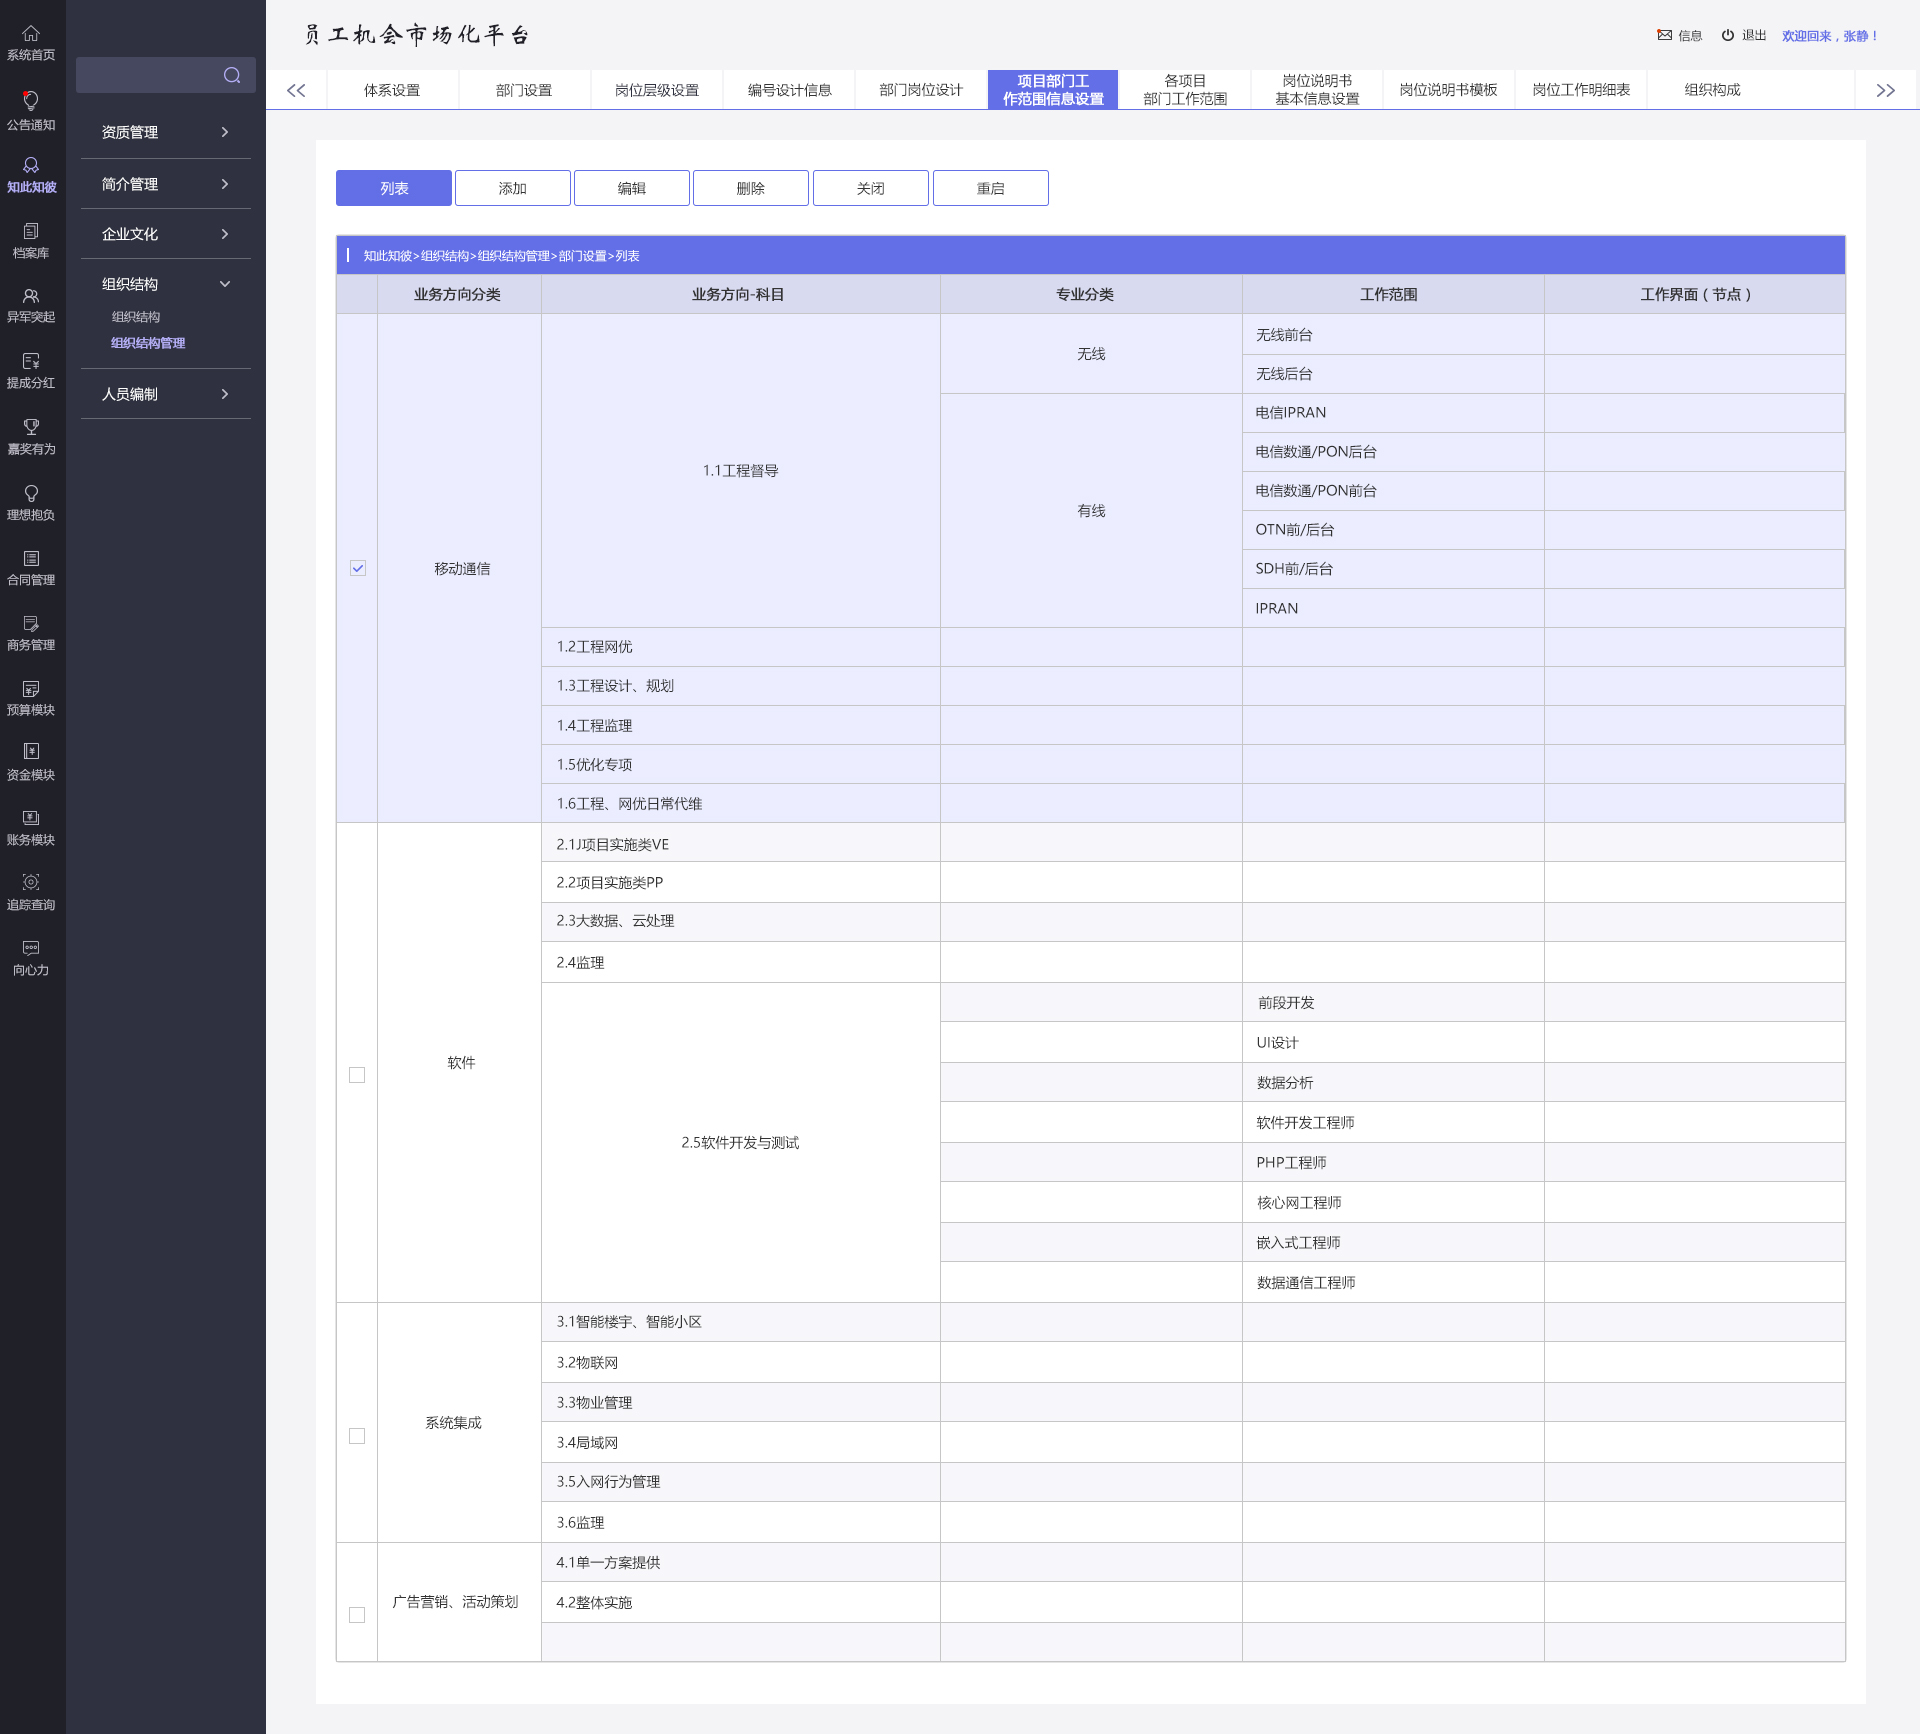 员工机会市场化平台
信息
退出
欢迎回来，张静！
系统首页
公告通知
知此知彼
档案库
异军突起
提成分红
嘉奖有为
理想抱负
合同管理
商务管理
预算模块
资金模块
账务模块
追踪查询
向心力
资质管理
简介管理
企业文化
组织结构
组织结构
组织结构管理
人员编制
体系设置
部门设置
岗位层级设置
编号设计信息
部门岗位设计
项目部门工
作范围信息设置
各项目
部门工作范围
岗位说明书
基本信息设置
岗位说明书模板
岗位工作明细表
组织构成
列表
添加
编辑
删除
关闭
重启
知此知彼>组织结构>组织结构管理>部门设置>列表
业务方向分类
业务方向-科目
专业分类
工作范围
工作界面（节点）
移动通信
1.1工程督导
无线
无线前台
无线后台
有线
电信IPRAN
电信数通/PON后台
电信数通/PON前台
OTN前/后台
SDH前/后台
IPRAN
1.2工程网优
1.3工程设计、规划
1.4工程监理
1.5优化专项
1.6工程、网优日常代维
软件
2.1J项目实施类VE
2.2项目实施类PP
2.3大数据、云处理
2.4监理
2.5软件开发与测试
前段开发
UI设计
数据分析
软件开发工程师
PHP工程师
核心网工程师
嵌入式工程师
数据通信工程师
系统集成
3.1智能楼宇、智能小区
3.2物联网
3.3物业管理
3.4局域网
3.5入网行为管理
3.6监理
广告营销、活动策划
4.1单一方案提供
4.2整体实施